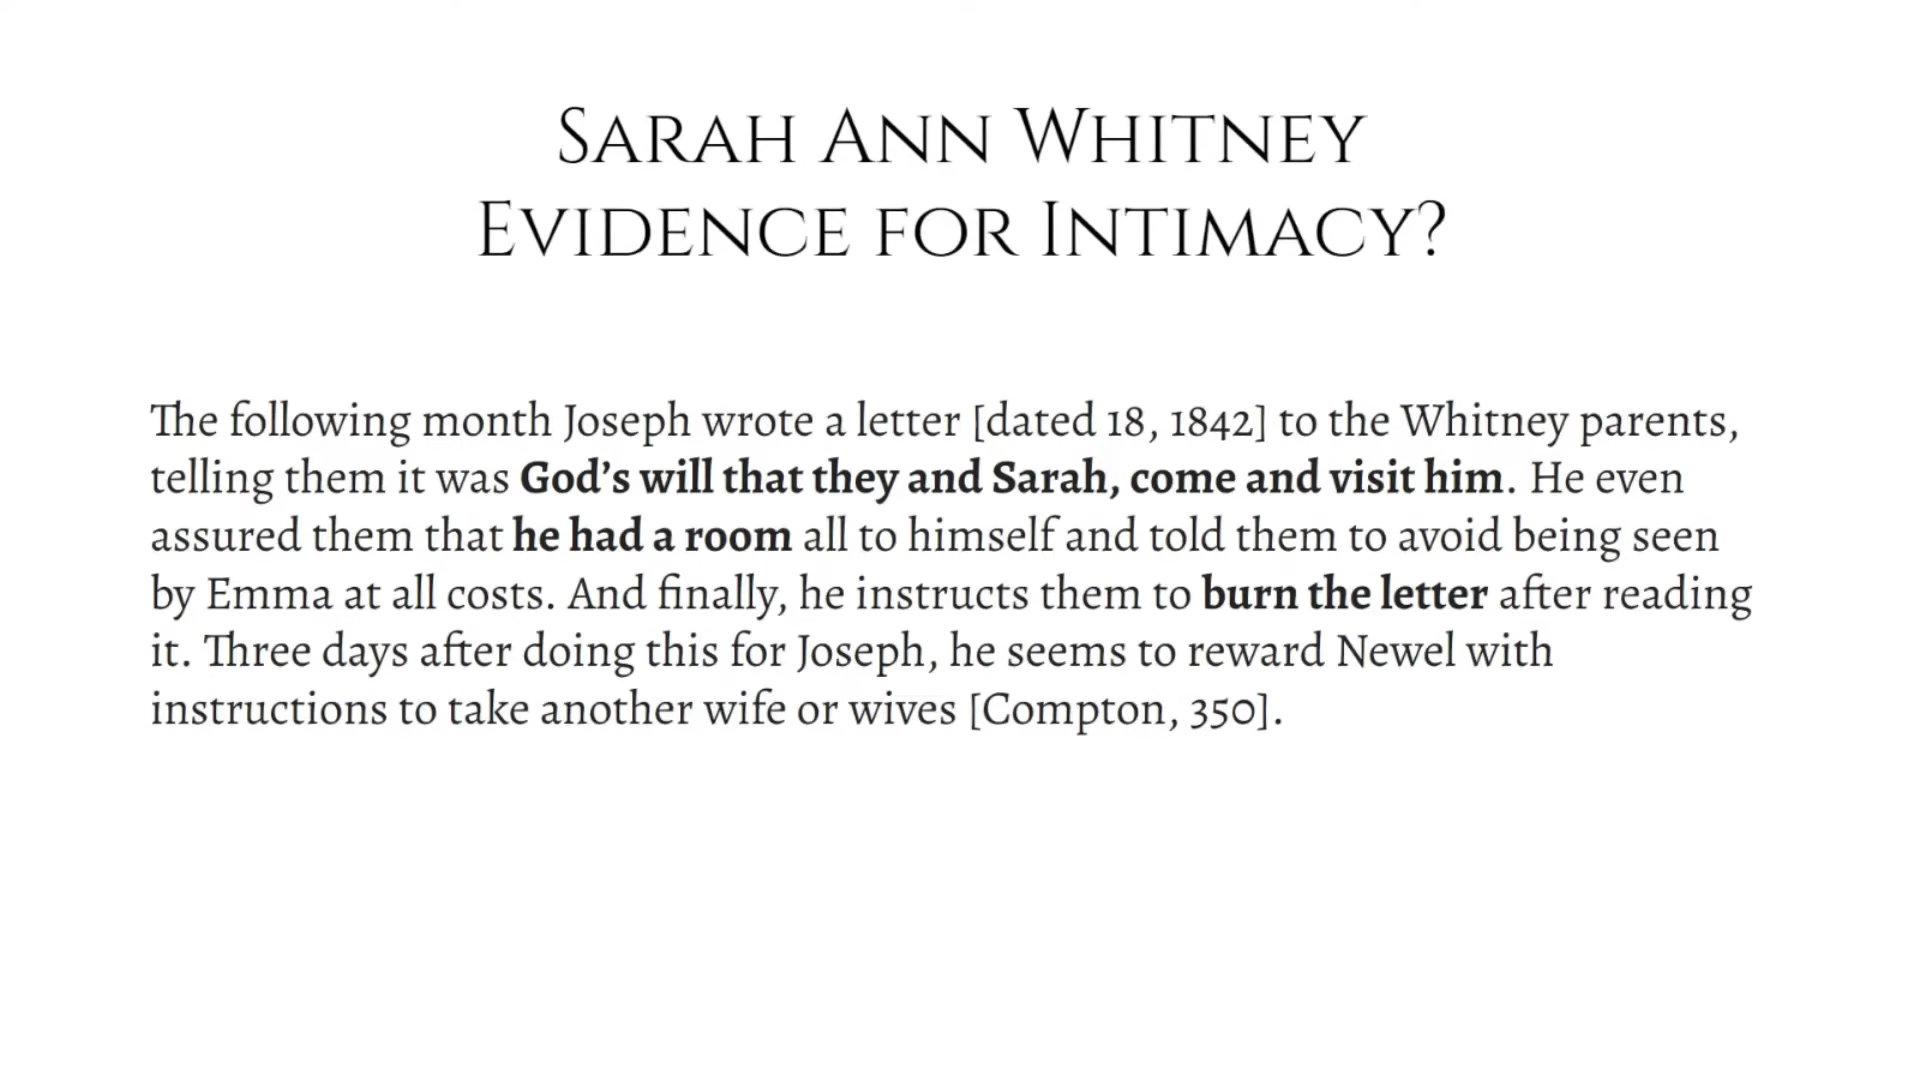 Sarah Ann Whitney
Evidence for Intimacy?
The following month Joseph wrote a letter [dated 18, 1842] to the Whitney parents,
telling them it was God’s will that they and Sarah, come and visit him. He even
assured them that he had a room all to himself and told them to avoid being seen
by Emma at all costs. And finally, he instructs them to burn the letter after reading
it. Three days after doing this for Joseph, he seems to reward Newel with
instructions to take another wife or wives [Compton, 350].